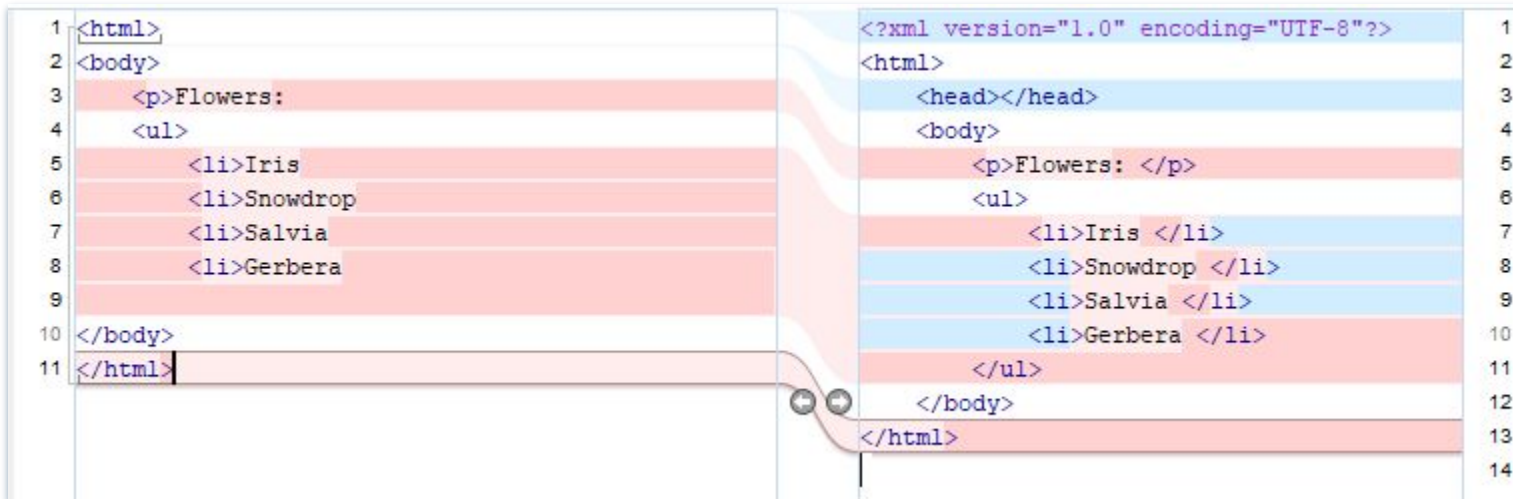 1 <html>
2 <body>
3     <p>Flowers:
4     <ul>
5         <li>Iris
6         <li>Snowdrop
7         <li>Salvia
8         <li>Gerbera
9
10 </body>
11 </html>
<?xml version="1.0" encoding="UTF-8"?> 1
<html> 2
    <head></head> 3
    <body> 4
        <p>Flowers: </p> 5
        <ul> 6
            <li>Iris </li> 7
            <li>Snowdrop </li> 8
            <li>Salvia </li> 9
            <li>Gerbera </li> 10
        </ul> 11
    </body> 12
</html> 13
14